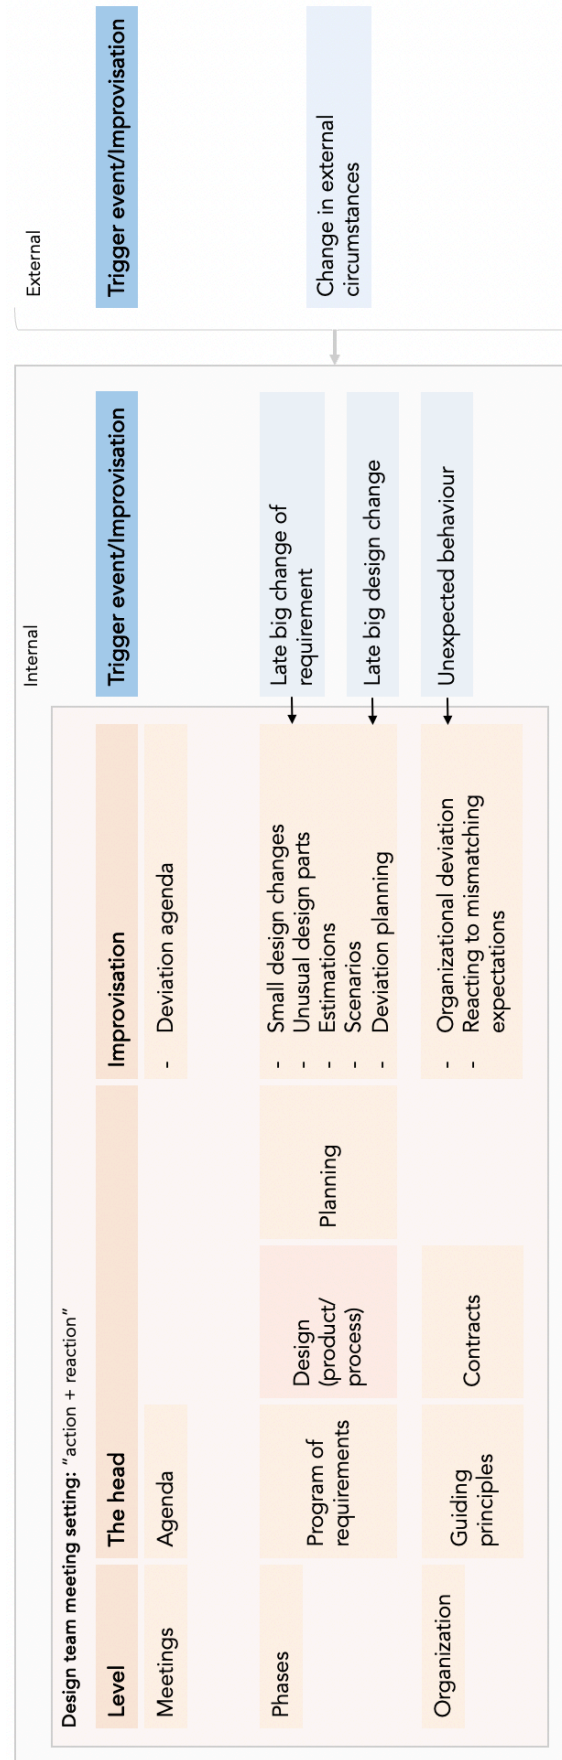 Internal
External
Design team meeting setting: "action + reaction"
Level
The head
Improvisation
Trigger event/Improvisation
Trigger event/Improvisation
Meetings
Agenda
- Deviation agenda
Phases
Program of
requirements
Design
(product/
process)
Planning
- Small design changes
- Unusual design parts
- Estimations
- Scenarios
- Deviation planning
Late big change of
requirement
Late big design change
Change in external
circumstances
Organization
Guiding
principles
Contracts
- Organizational deviation
- Reacting to mismatching
expectations
Unexpected behaviour